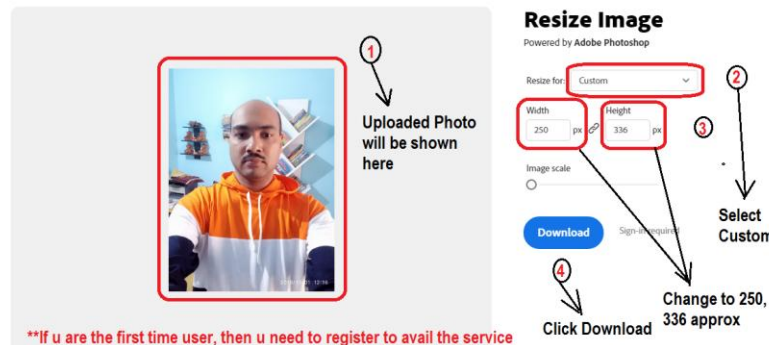 Resize Image
Powered by Adobe Photoshop
1
Resize for: Custom
2
Uploaded Photo
will be shown
here
Width Height
250 px 336 px
3
Image scale
Select
Custom
Download Sign-in required
4
Change to 250,
336 approx
Click Download
**If u are the first time user, then u need to register to avail the service